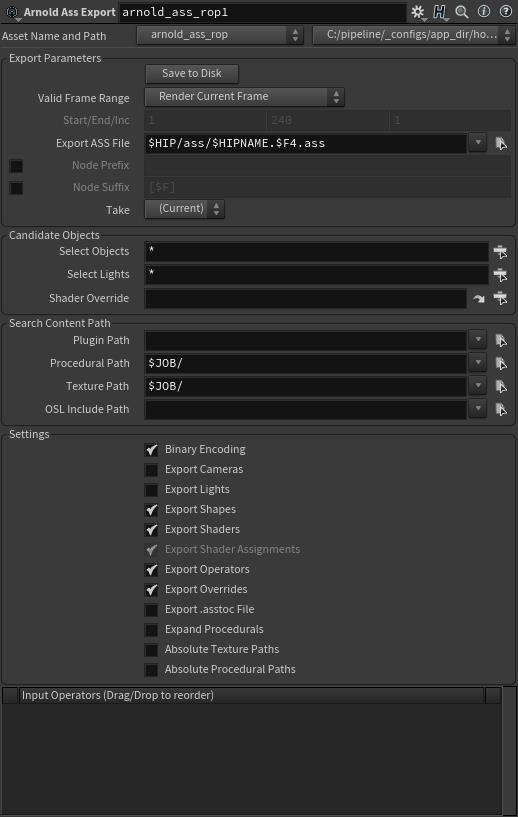 Arnold Ass Export arnold_ass_rop1
Asset Name and Path arnold_ass_rop C:/pipeline/_configs/app_dir/ho...
Export Parameters
Save to Disk
Valid Frame Range Render Current Frame
Start/End/Inc 1 240 1
Export ASS File $HIP/ass/$HIPNAME.$F4.ass
Node Prefix
Node Suffix [$F]
Take (Current)
Candidate Objects
Select Objects *
Select Lights *
Shader Override
Search Content Path
Plugin Path
Procedural Path $JOB/
Texture Path $JOB/
OSL Include Path
Settings
Binary Encoding
Export Cameras
Export Lights
Export Shapes
Export Shaders
Export Shader Assignments
Export Operators
Export Overrides
Export .asstoc File
Expand Procedurals
Absolute Texture Paths
Absolute Procedural Paths
Input Operators (Drag/Drop to reorder)